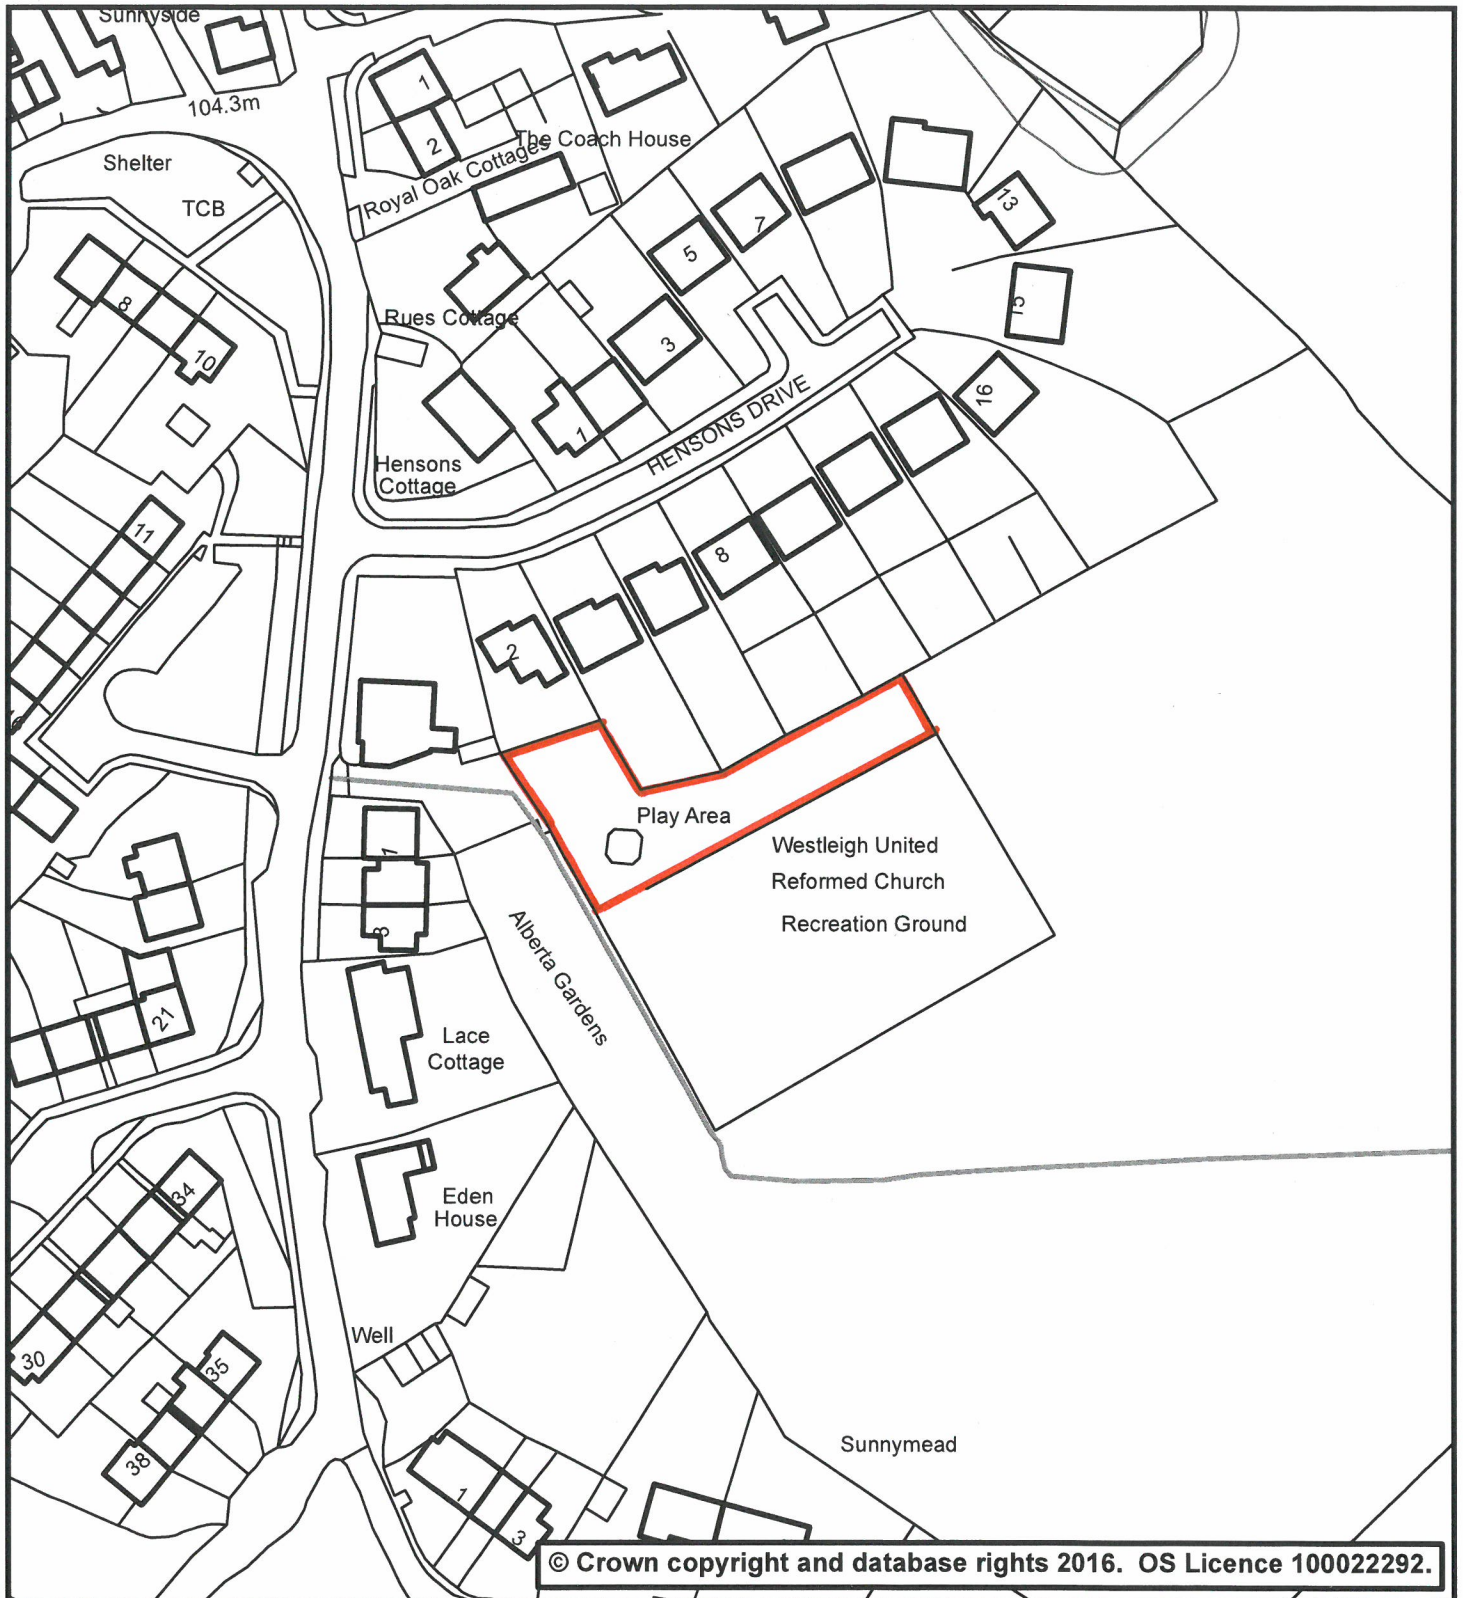 Sunnyside
104.3m
Shelter
TCB
1
2
The Coach House
Royal Oak Cottages
13
7
5
15
8
10
Rues Cottage
3
1
16
HENSONS DRIVE
Hensons
Cottage
11
8
2
Play Area
Westleigh United
Reformed Church
Recreation Ground
1
3
Alberta Gardens
21
Lace
Cottage
Eden
House
34
Well
30
35
38
Sunnymead
1
3
© Crown copyright and database rights 2016. OS Licence 100022292.